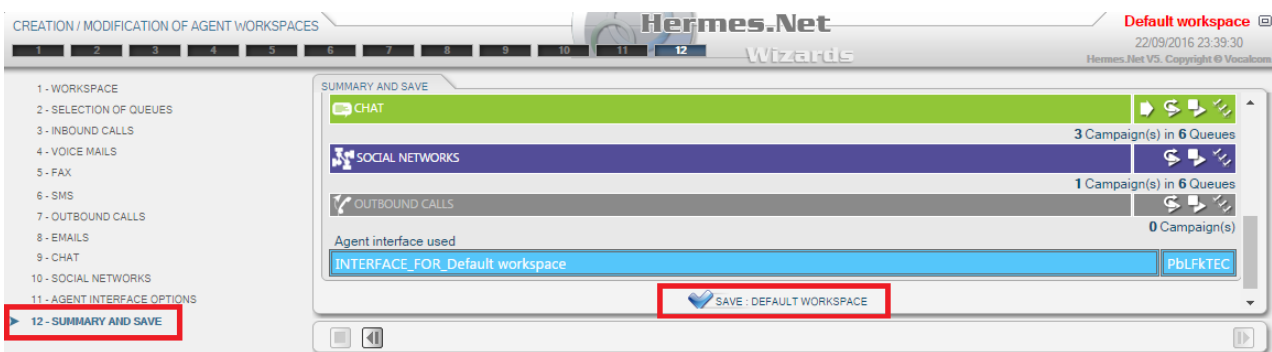 CREATION / MODIFICATION OF AGENT WORKSPACES
Hermes.Net
Wizards
Default workspace
22/09/2016 23:39:30
Hermes.Net V5. Copyright © Vocalcom
1 2 3 4 5 6 7 8 9 10 11 12
1 - WORKSPACE
2 - SELECTION OF QUEUES
3 - INBOUND CALLS
4 - VOICE MAILS
5 - FAX
6 - SMS
7 - OUTBOUND CALLS
8 - EMAILS
9 - CHAT
10 - SOCIAL NETWORKS
11 - AGENT INTERFACE OPTIONS
12 - SUMMARY AND SAVE
SUMMARY AND SAVE
CHAT
3 Campaign(s) in 6 Queues
SOCIAL NETWORKS
1 Campaign(s) in 6 Queues
OUTBOUND CALLS
0 Campaign(s)
Agent interface used
INTERFACE_FOR_Default workspace PbLFkTEC
SAVE : DEFAULT WORKSPACE